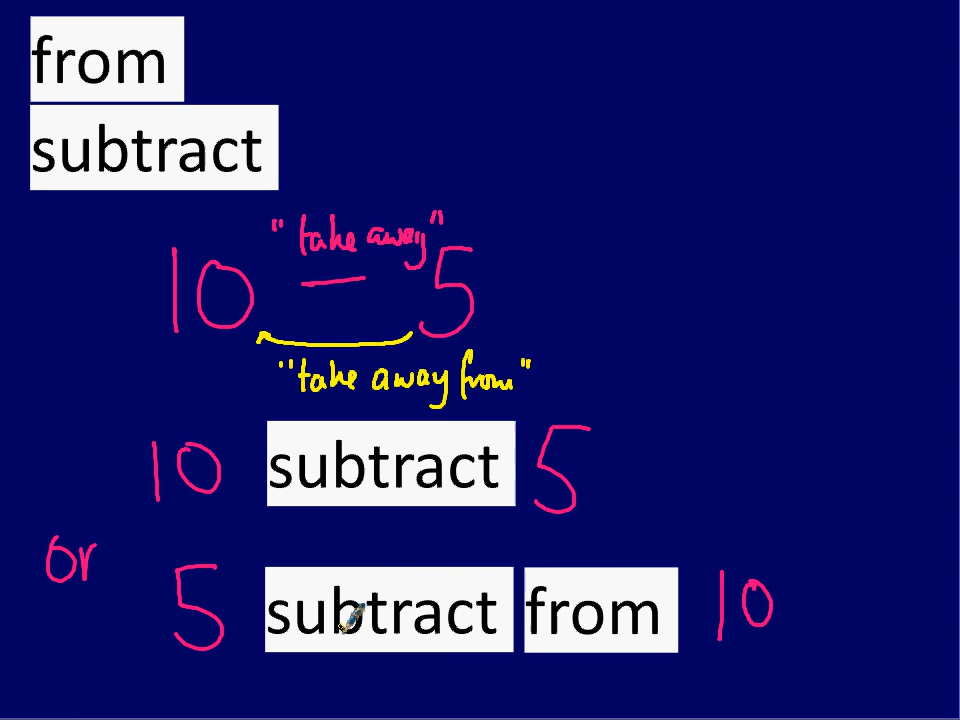 from
subtract
"take away"
10 — 5
"take away from"
10 subtract 5
or
5 subtract from 10